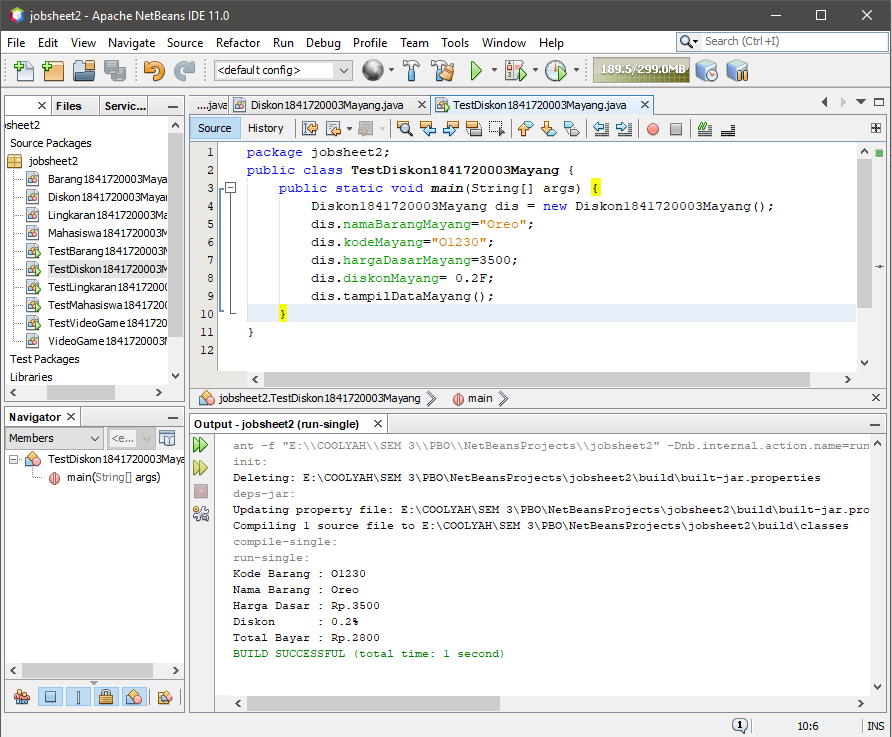 jobsheet2 - Apache NetBeans IDE 11.0
File Edit View Navigate Source Refactor Run Debug Profile Team Tools Window Help
Search (Ctrl+I)
<default config>
189.5/299.0MB
Files Servic...
....java Diskon1841720003Mayang.java TestDiskon1841720003Mayang.java
Source History
bsheet2
Source Packages
jobsheet2
Barang1841720003Maya
Diskon1841720003Mayan
Lingkaran1841720003Ma
Mahasiswa1841720003M
TestBarang1841720003M
TestDiskon1841720003M
TestLingkaran18417200
TestMahasiswa1841720
TestVideoGame184172
VideoGame1841720003M
Test Packages
Libraries
1 package jobsheet2;
2 public class TestDiskon1841720003Mayang {
3 public static void main(String[] args) {
4 Diskon1841720003Mayang dis = new Diskon1841720003Mayang();
5 dis.namaBarangMayang="Oreo";
6 dis.kodeMayang="O1230";
7 dis.hargaDasarMayang=3500;
8 dis.diskonMayang= 0.2F;
9 dis.tampilDataMayang();
10 }
11 }
12
jobsheet2.TestDiskon1841720003Mayang main
Navigator
Members <e...
TestDiskon1841720003Maya
main(String[] args)
Output - jobsheet2 (run-single)
ant -f "E:\\COOLYAH\\SEM 3\\PBO\\NetBeansProjects\\jobsheet2" -Dnb.internal.action.name=run
init:
Deleting: E:\COOLYAH\SEM 3\PBO\NetBeansProjects\jobsheet2\build\built-jar.properties
deps-jar:
Updating property file: E:\COOLYAH\SEM 3\PBO\NetBeansProjects\jobsheet2\build\built-jar.pro
Compiling 1 source file to E:\COOLYAH\SEM 3\PBO\NetBeansProjects\jobsheet2\build\classes
compile-single:
run-single:
Kode Barang : O1230
Nama Barang : Oreo
Harga Dasar : Rp.3500
Diskon : 0.2%
Total Bayar : Rp.2800
BUILD SUCCESSFUL (total time: 1 second)
1 10:6 INS